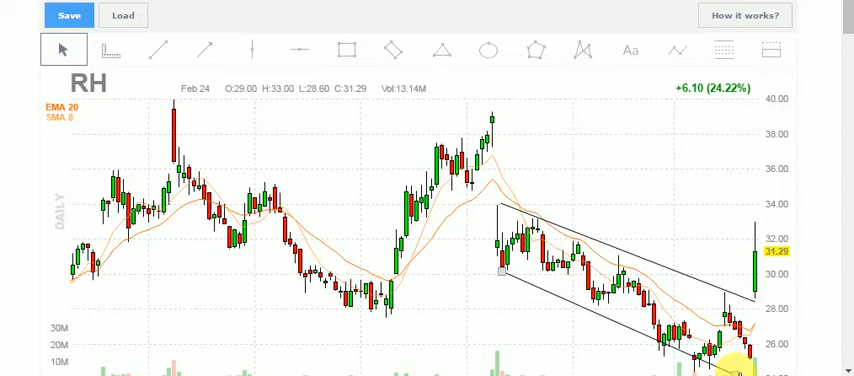 Save Load How it works?
Aa
RH Feb 24 O:29.00 H:33.00 L:28.60 C:31.29 Vol:13.14M +6.10 (24.22%)
EMA 20
SMA 8
DAILY
40.00
38.00
36.00
34.00
32.00
31.29
30.00
28.00
26.00
30M
20M
10M